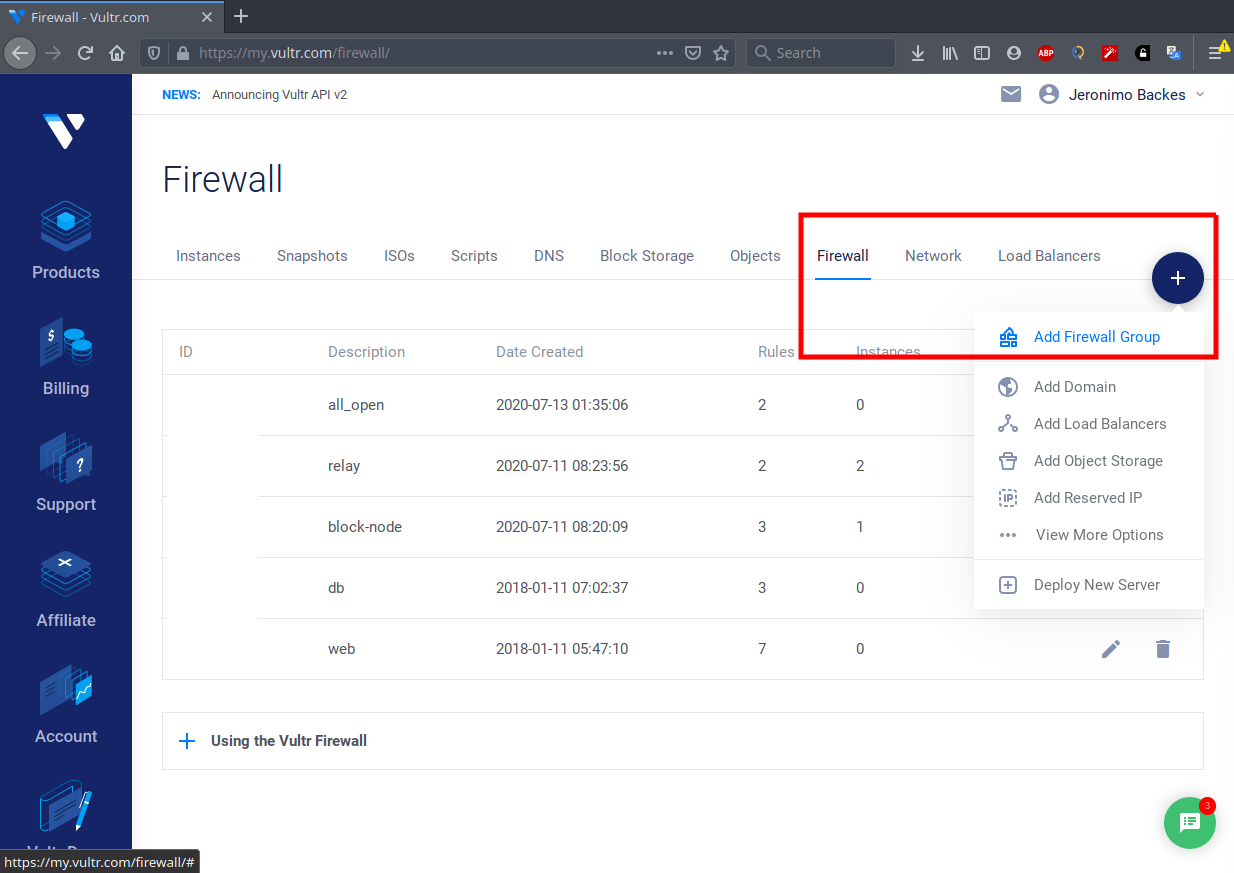 Firewall - Vultr.com
https://my.vultr.com/firewall/
Search
ABP
NEWS: Announcing Vultr API v2
Jeronimo Backes
Firewall
Instances Snapshots ISOs Scripts DNS Block Storage Objects Firewall Network Load Balancers
Products
Billing
Support
Affiliate
Account
ID Description Date Created Rules Instances
all_open 2020-07-13 01:35:06 2 0
relay 2020-07-11 08:23:56 2 2
block-node 2020-07-11 08:20:09 3 1
db 2018-01-11 07:02:37 3 0
web 2018-01-11 05:47:10 7 0
Add Firewall Group
Add Domain
Add Load Balancers
Add Object Storage
IP Add Reserved IP
View More Options
Deploy New Server
Using the Vultr Firewall
3
https://my.vultr.com/firewall/#